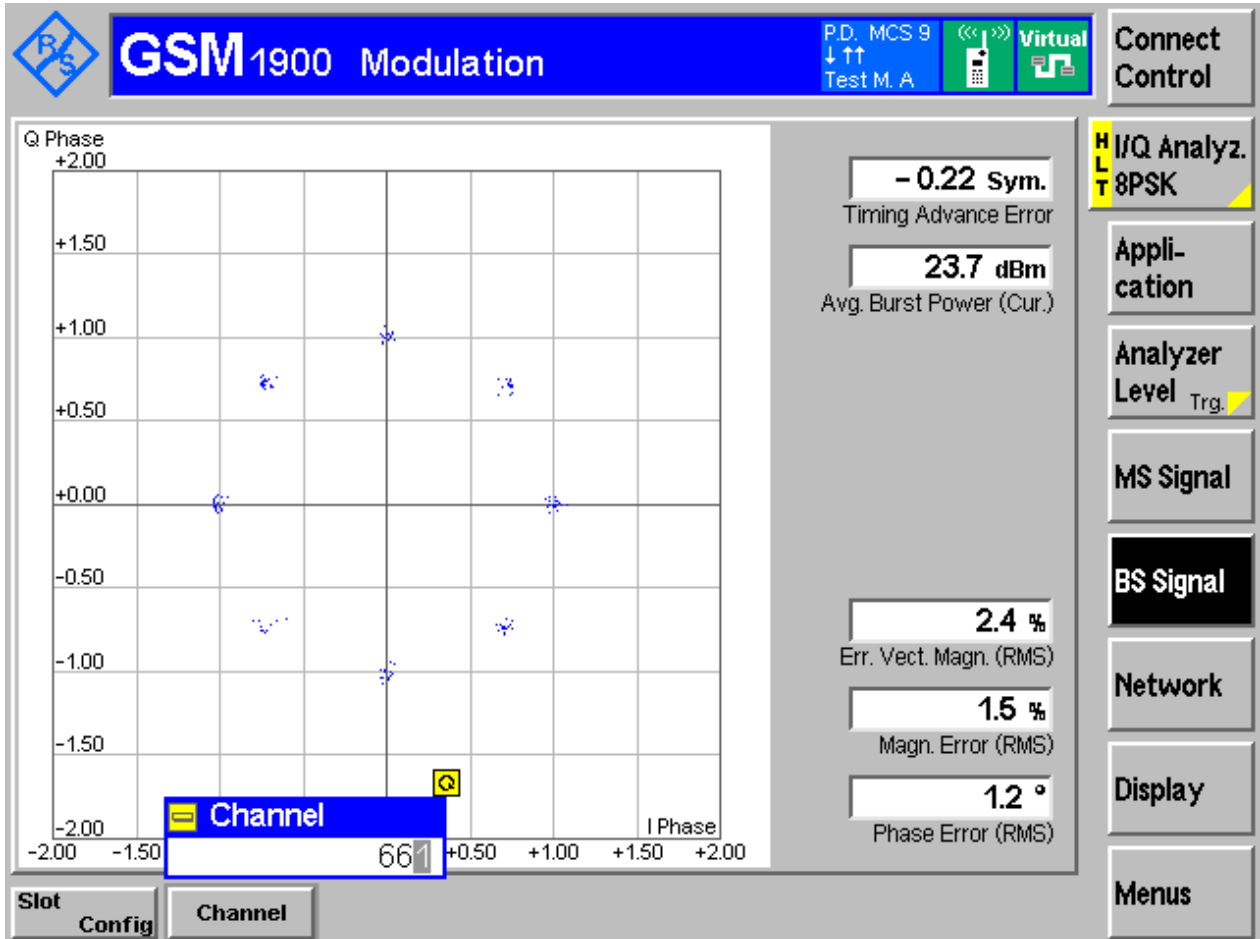 R/S
GSM 1900 Modulation
P.D. MCS 9
↓ ↑↑
Test M. A
Virtual
Connect
Control
Q Phase
+2.00
+1.50
+1.00
+0.50
+0.00
-0.50
-1.00
-1.50
-2.00
I Phase
-2.00 -1.50 +0.50 +1.00 +1.50 +2.00
Q
Channel
661
- 0.22 Sym.
Timing Advance Error
23.7 dBm
Avg. Burst Power (Cur.)
2.4 %
Err. Vect. Magn. (RMS)
1.5 %
Magn. Error (RMS)
1.2 °
Phase Error (RMS)
HLT
I/Q Analyz.
8PSK
Appli-
cation
Analyzer
Level Trg.
MS Signal
BS Signal
Network
Display
Menus
Slot
Config
Channel